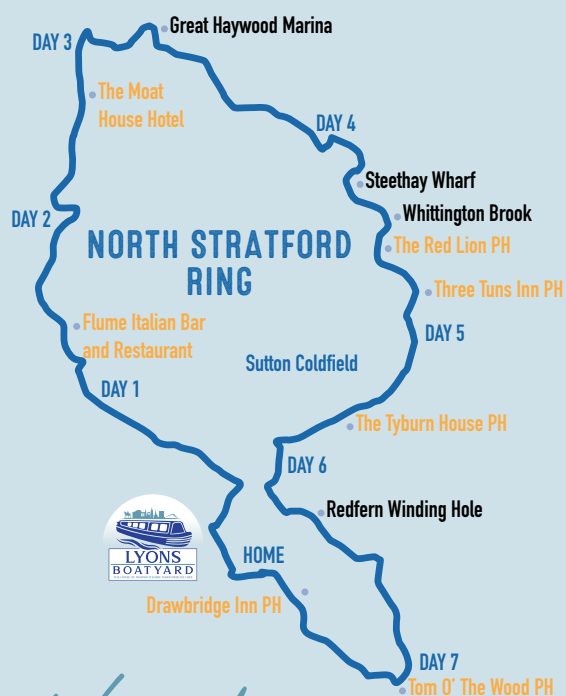 Great Haywood Marina
DAY 3
The Moat
House Hotel
DAY 4
Steethay Wharf
Whittington Brook
DAY 2
NORTH STRATFORD
RING
The Red Lion PH
Three Tuns Inn PH
Flume Italian Bar
and Restaurant
DAY 5
Sutton Coldfield
DAY 1
The Tyburn House PH
DAY 6
Redfern Winding Hole
LYONS
BOATYARD
HOME
Drawbridge Inn PH
DAY 7
Tom O' The Wood PH